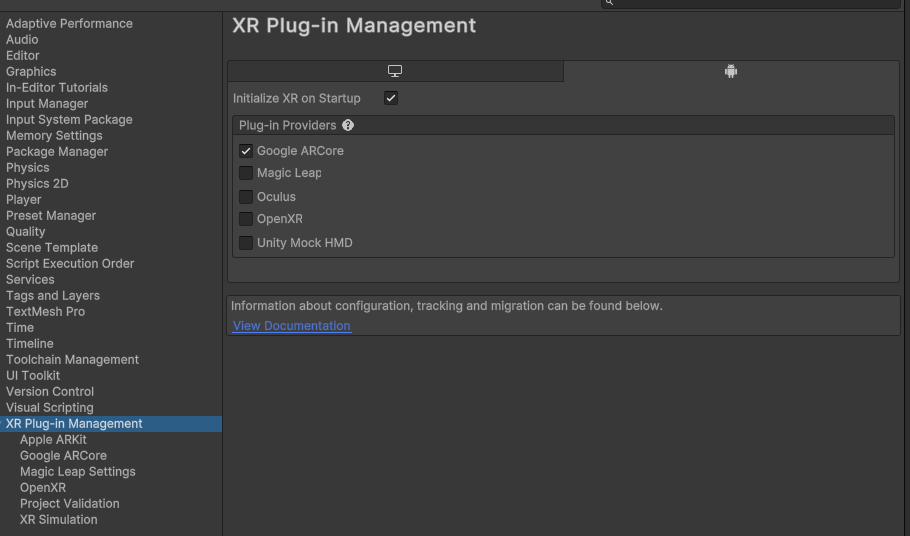 XR Plug-in Management
Adaptive Performance
Audio
Editor
Graphics
In-Editor Tutorials
Input Manager
Input System Package
Memory Settings
Package Manager
Physics
Physics 2D
Player
Preset Manager
Quality
Scene Template
Script Execution Order
Services
Tags and Layers
TextMesh Pro
Time
Timeline
Toolchain Management
UI Toolkit
Version Control
Visual Scripting
XR Plug-in Management
Apple ARKit
Google ARCore
Magic Leap Settings
OpenXR
Project Validation
XR Simulation
Initialize XR on Startup
Plug-in Providers
Google ARCore
Magic Leap
Oculus
OpenXR
Unity Mock HMD
Information about configuration, tracking and migration can be found below.
View Documentation